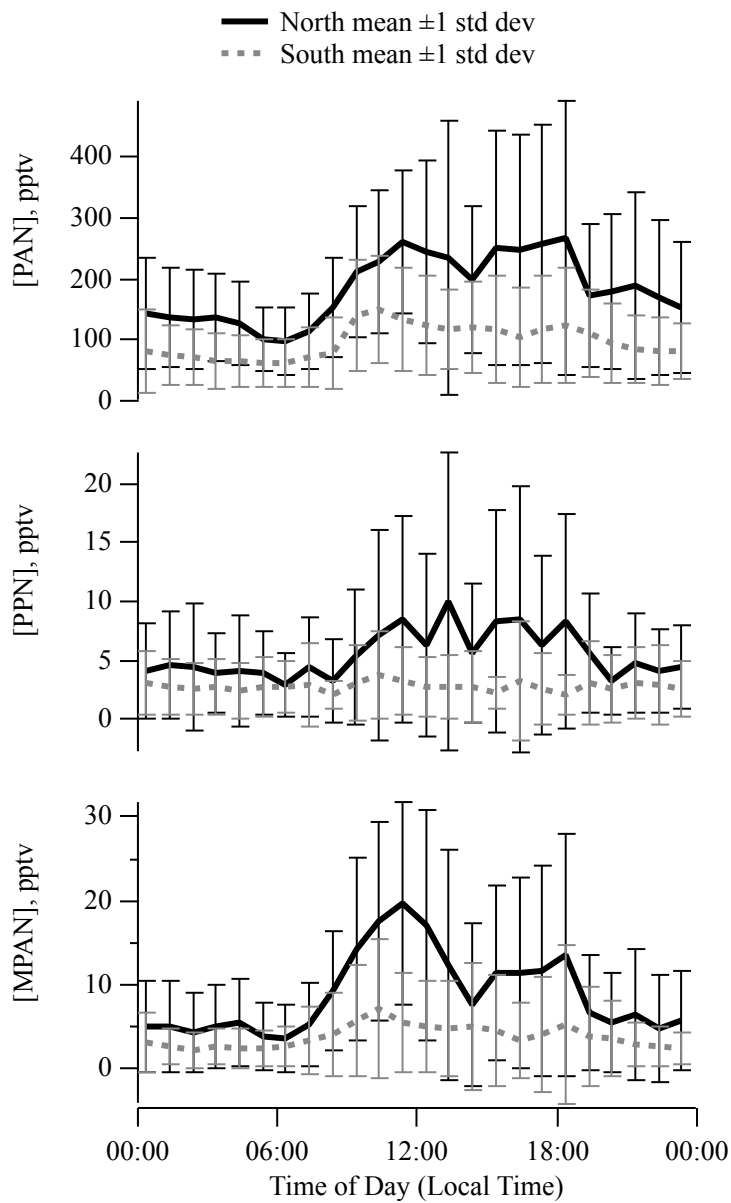 North mean ±1 std dev
South mean ±1 std dev
[PAN], pptv
400
300
200
100
0
[PPN], pptv
20
15
10
5
0
[MPAN], pptv
30
20
10
0
00:00 06:00 12:00 18:00 00:00
Time of Day (Local Time)